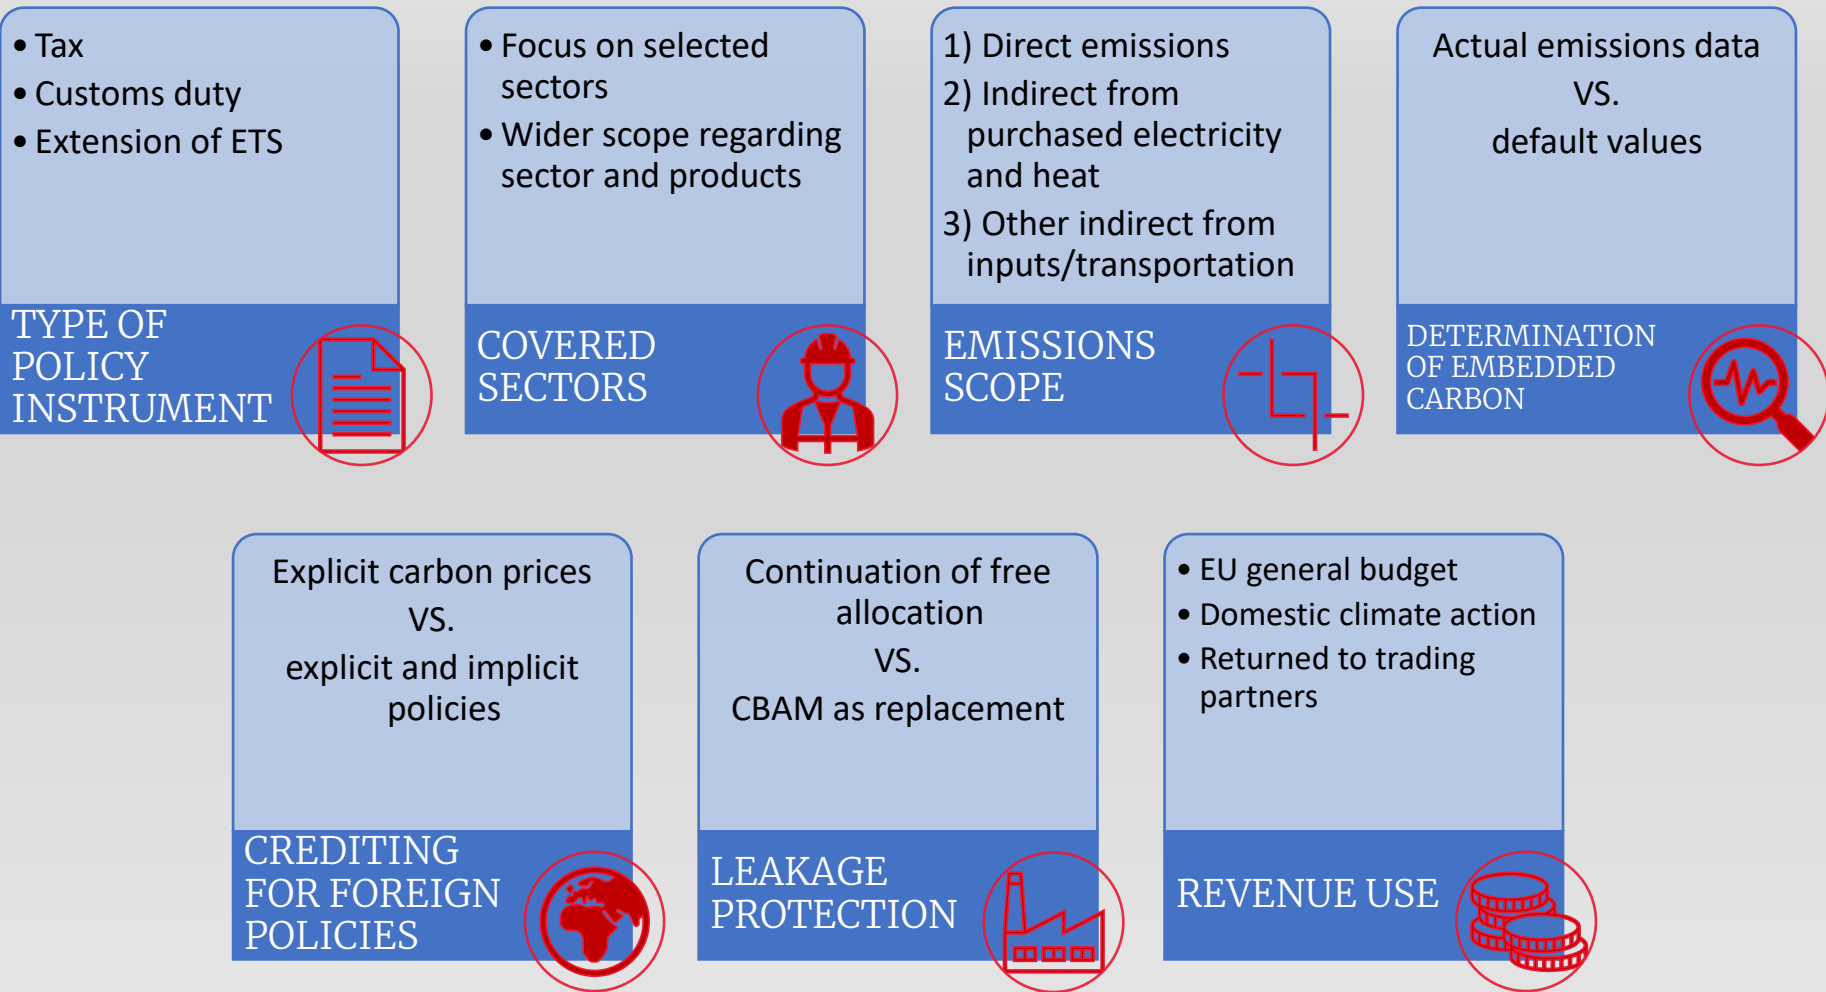 • Tax
• Customs duty
• Extension of ETS
TYPE OF
POLICY
INSTRUMENT
• Focus on selected
sectors
• Wider scope regarding
sector and products
COVERED
SECTORS
1) Direct emissions
2) Indirect from
purchased electricity
and heat
3) Other indirect from
inputs/transportation
EMISSIONS
SCOPE
Actual emissions data
VS.
default values
DETERMINATION
OF EMBEDDED
CARBON
Explicit carbon prices
VS.
explicit and implicit
policies
CREDITING
FOR FOREIGN
POLICIES
Continuation of free
allocation
VS.
CBAM as replacement
LEAKAGE
PROTECTION
• EU general budget
• Domestic climate action
• Returned to trading
partners
REVENUE USE